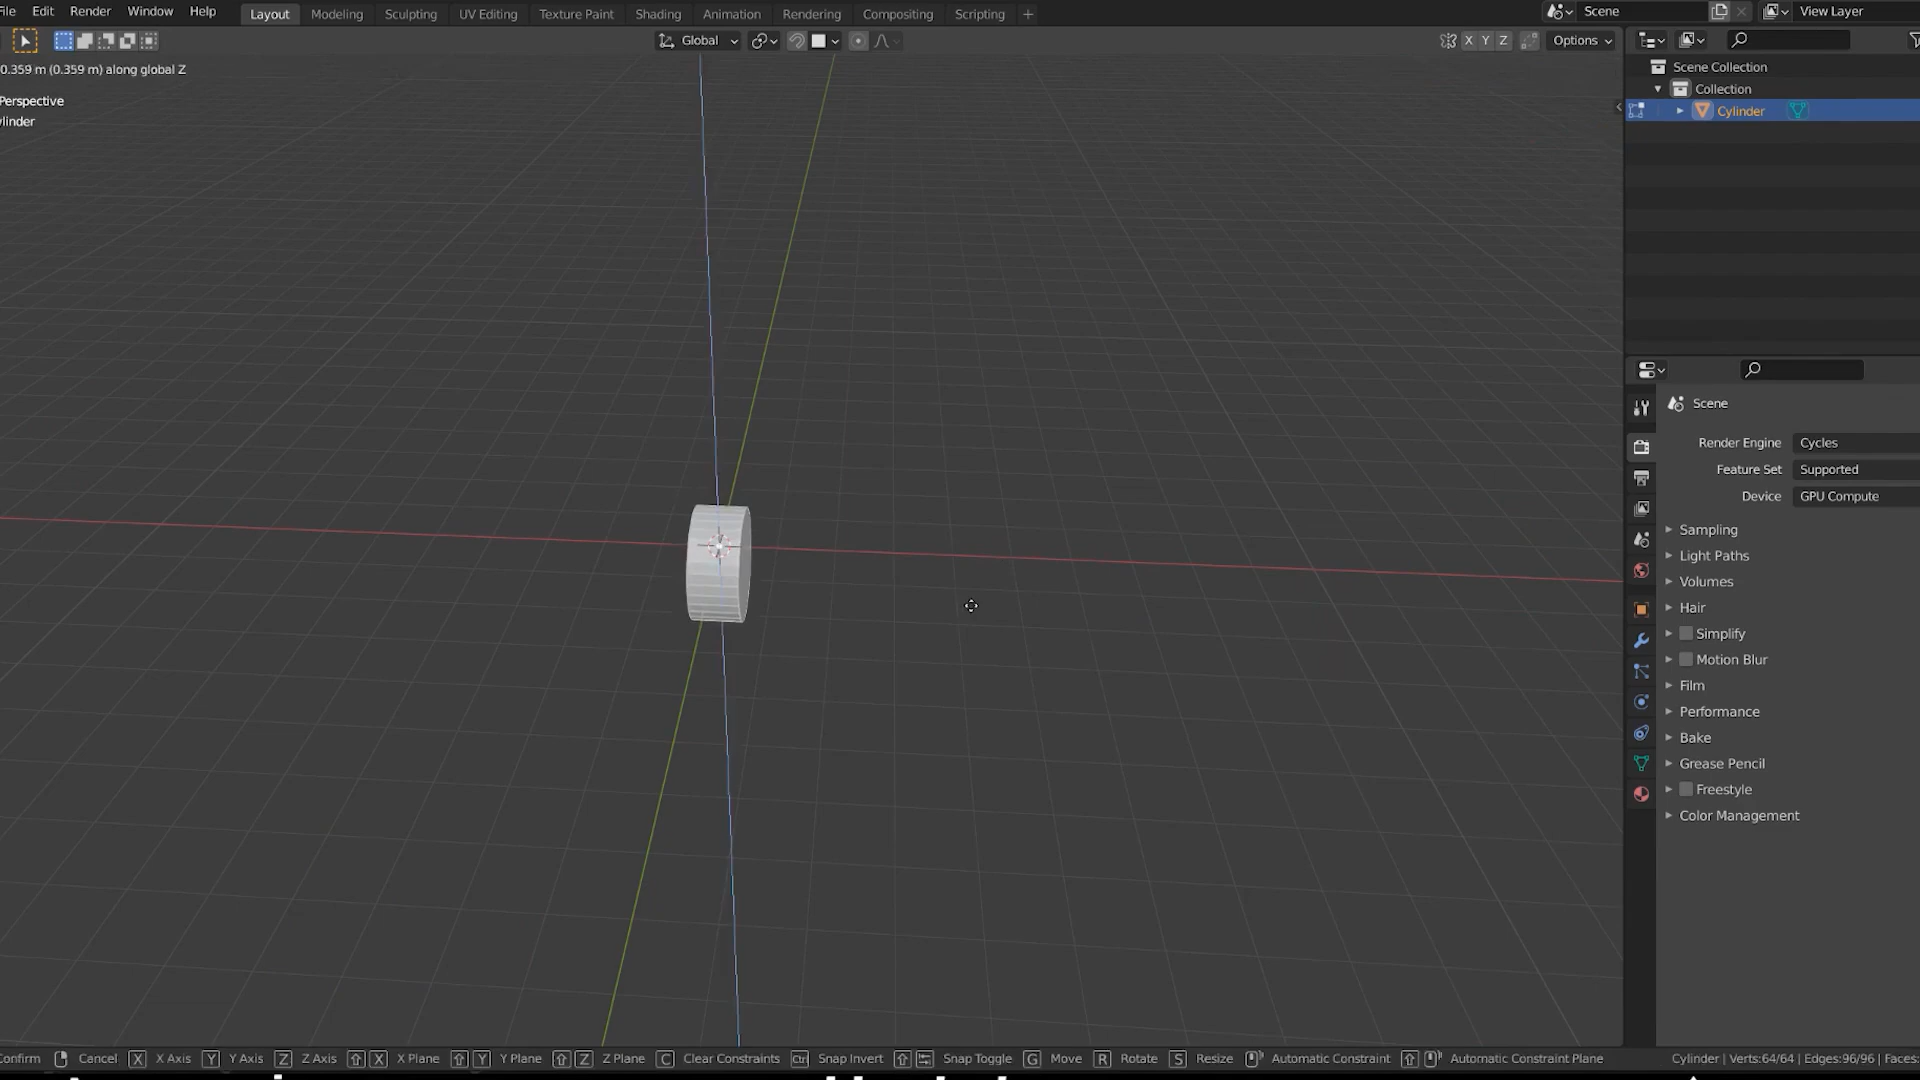 File Edit Render Window Help Layout Modeling Sculpting UV Editing Texture Paint Shading Animation Rendering Compositing Scripting + Scene View Layer
Global X Y Z Options
0.359 m (0.359 m) along global Z
Scene Collection
Collection
Perspective
Cylinder
ylinder
Scene
Render Engine Cycles
Feature Set Supported
Device GPU Compute
Sampling
Light Paths
Volumes
Hair
Simplify
Motion Blur
Film
Performance
Bake
Grease Pencil
Freestyle
Color Management
Confirm Cancel X X Axis Y Y Axis Z Z Axis X X Plane Y Y Plane Z Z Plane C Clear Constraints Ctrl Snap Invert Snap Toggle G Move R Rotate S Resize Automatic Constraint Automatic Constraint Plane Cylinder | Verts:64/64 | Edges:96/96 | Faces: